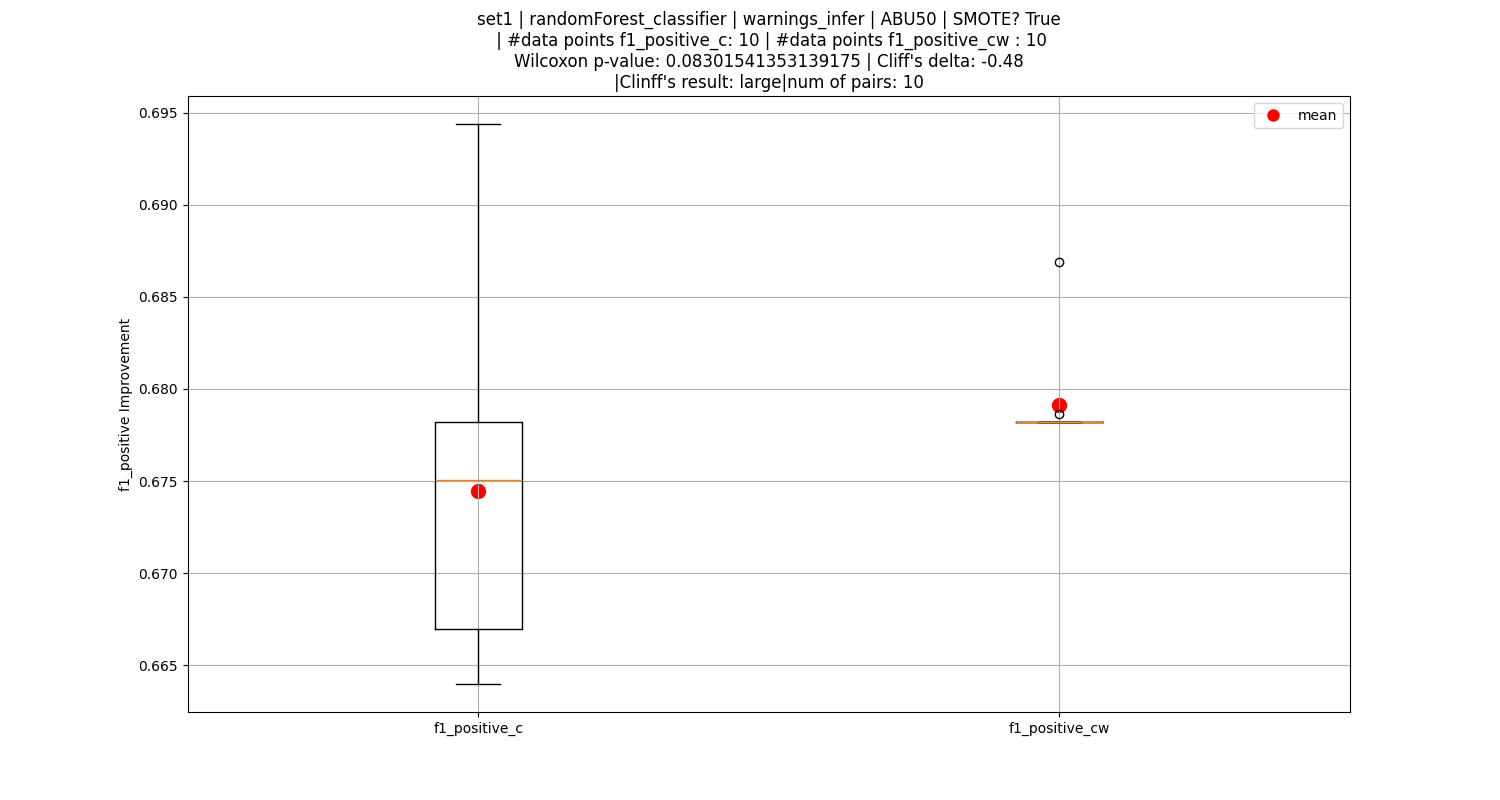 set1 | randomForest_classifier | warnings_infer | ABU50 | SMOTE? True
| #data points f1_positive_c: 10 | #data points f1_positive_cw : 10
Wilcoxon p-value: 0.08301541353139175 | Cliff's delta: -0.48
|Clinff's result: large|num of pairs: 10
mean
0.695
0.690
0.685
0.680
0.675
0.670
0.665
f1_positive Improvement
f1_positive_c
f1_positive_cw